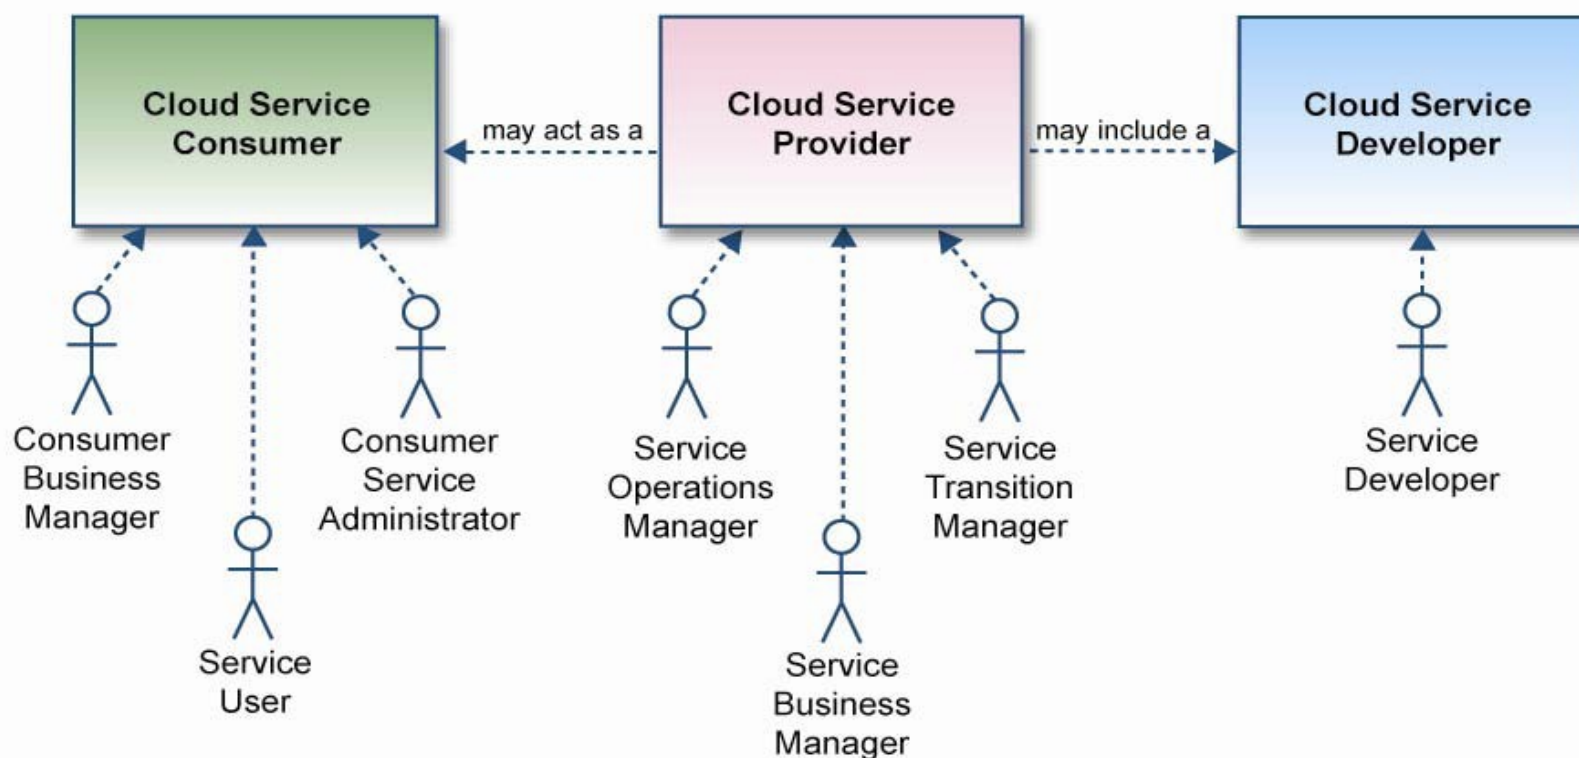 Cloud Service
Consumer
may act as a
Cloud Service
Provider
may include a
Cloud Service
Developer
Consumer
Business
Manager
Service
User
Consumer
Service
Administrator
Service
Operations
Manager
Service
Business
Manager
Service
Transition
Manager
Service
Developer